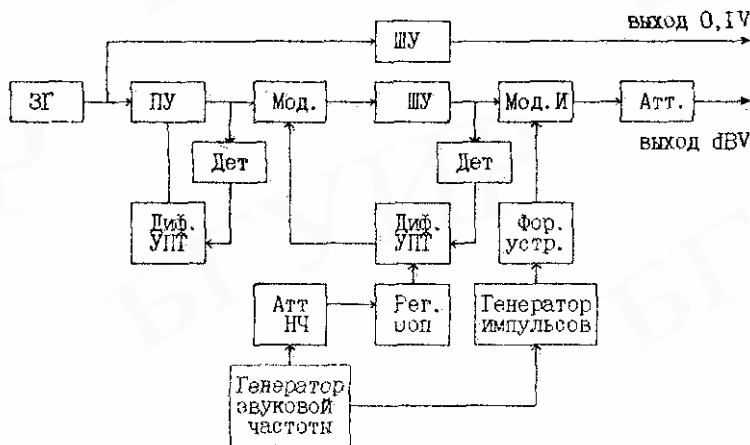 выход 0,1V
ШУ
ЗГ
ПУ
Мод.
ШУ
Мод.И
Атт.
выход dBV
Дет
Дет
Диф.
УПТ
Диф.
УПТ
Фор.
устр.
Атт
НЧ
Рег.
Генератор
импульсов
Генератор
звуковой
частоты
БГУИР